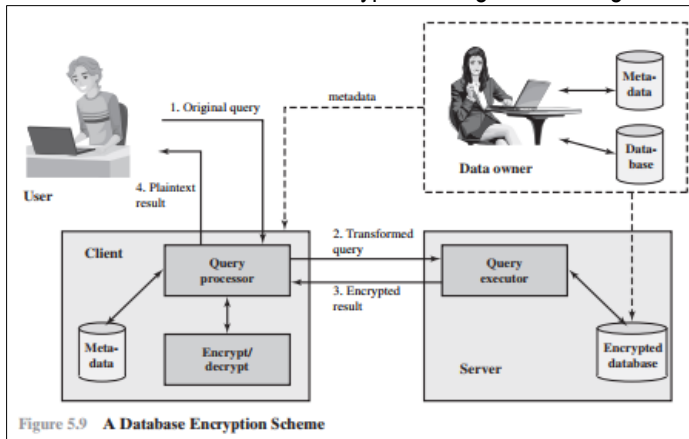 1. Original query
metadata
Meta-
data
Data-
base
Data owner
User
4. Plaintext
result
Client
Query
processor
2. Transformed
query
3. Encrypted
result
Query
executor
Meta-
data
Encrypt/
decrypt
Server
Encrypted
database
Figure 5.9 A Database Encryption Scheme